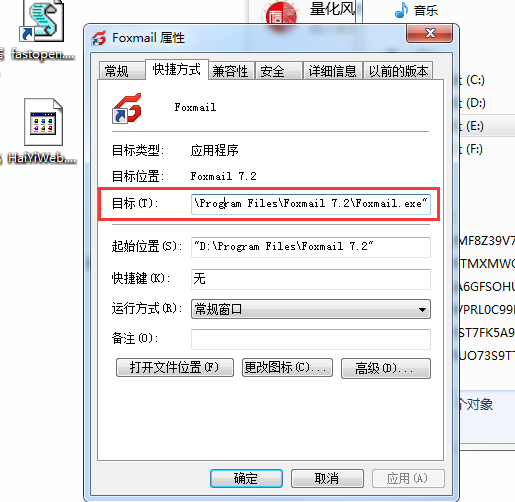 fastopen....
HaiYiWeb....
量化风
音乐
(C:)
(D:)
(E:)
(F:)
Foxmail 属性
常规
快捷方式
兼容性
安全
详细信息
以前的版本
Foxmail
目标类型: 应用程序
目标位置: Foxmail 7.2
目标(T): \Program Files\Foxmail 7.2\Foxmail.exe"
起始位置(S): "D:\Program Files\Foxmail 7.2"
快捷键(K): 无
运行方式(R): 常规窗口
备注(O):
打开文件位置(F)
更改图标(C)...
高级(D)...
确定
取消
应用(A)
MF8Z39V7
TMXMWG
A6GFSOHU
VPRL0C99
ST7FK5A9
UO73S9TT
个对象